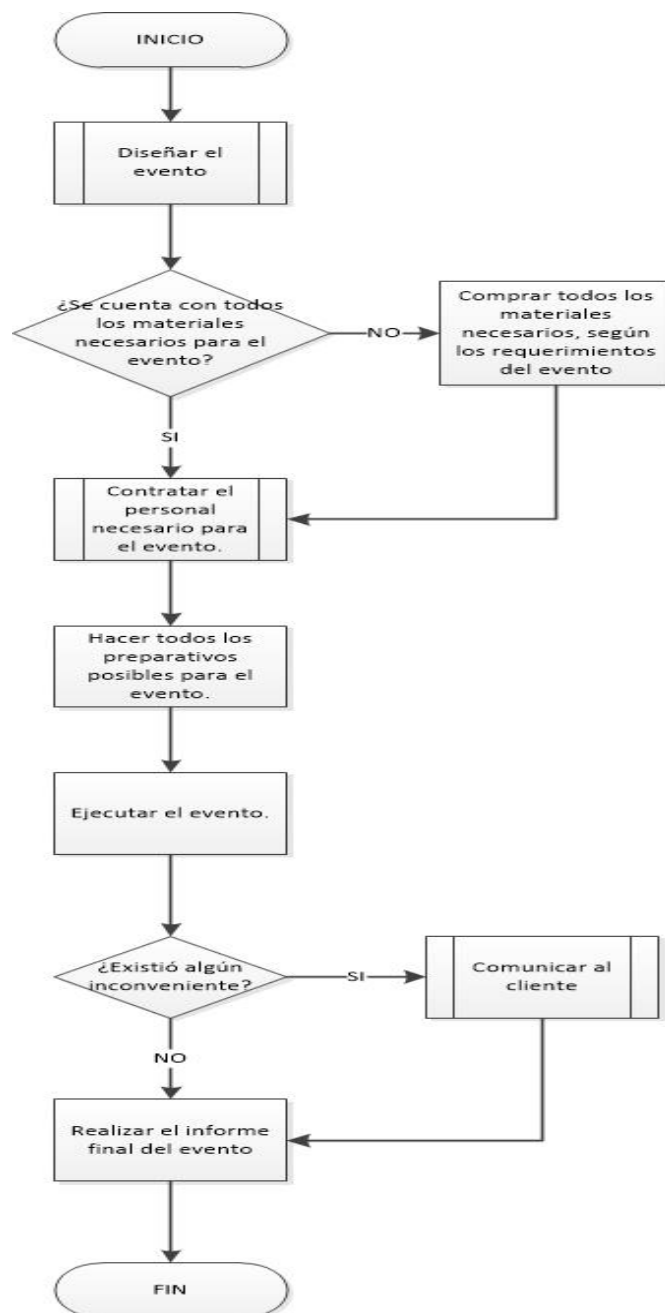 INICIO
Diseñar el
evento
¿Se cuenta con todos
los materiales
necesarios para el
evento?
NO
Comprar todos los
materiales
necesarios, según
los requerimientos
del evento
SI
Contratar el
personal
necesario para
el evento.
Hacer todos los
preparativos
posibles para el
evento.
Ejecutar el evento.
¿Existió algún
inconveniente?
SI
Comunicar al
cliente
NO
Realizar el informe
final del evento
FIN